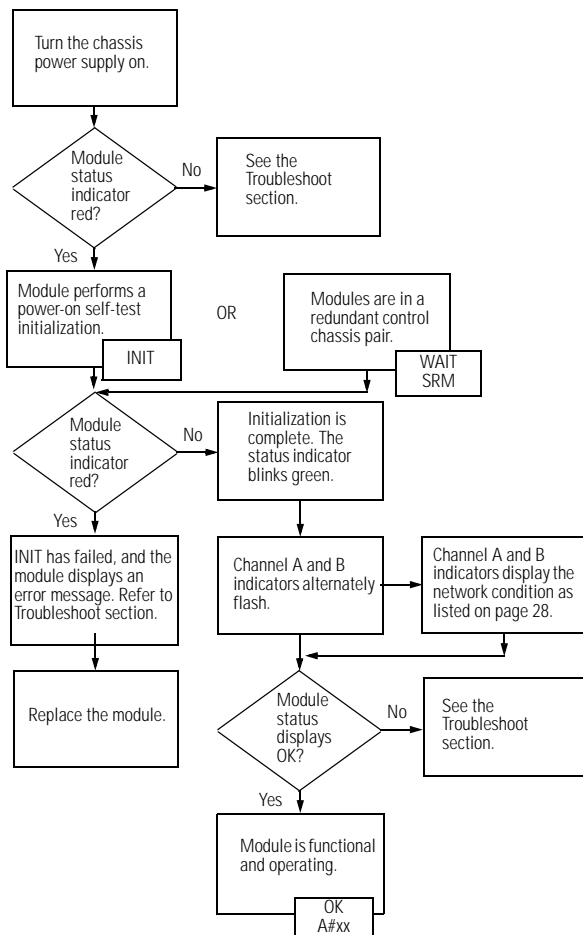 Turn the chassis
power supply on.
Module
status
indicator
red?
No
See the
Troubleshoot
section.
Yes
Module performs a
power-on self-test
initialization.
INIT
OR
Modules are in a
redundant control
chassis pair.
WAIT
SRM
Module
status
indicator
red?
No
Initialization is
complete. The
status indicator
blinks green.
Yes
INIT has failed, and the
module displays an
error message. Refer to
Troubleshoot section.
Channel A and B
indicators alternately
flash.
Channel A and B
indicators display the
network condition as
listed on page 28.
Replace the module.
Module
status
displays
OK?
No
See the
Troubleshoot
section.
Yes
Module is functional
and operating.
OK
A#xx